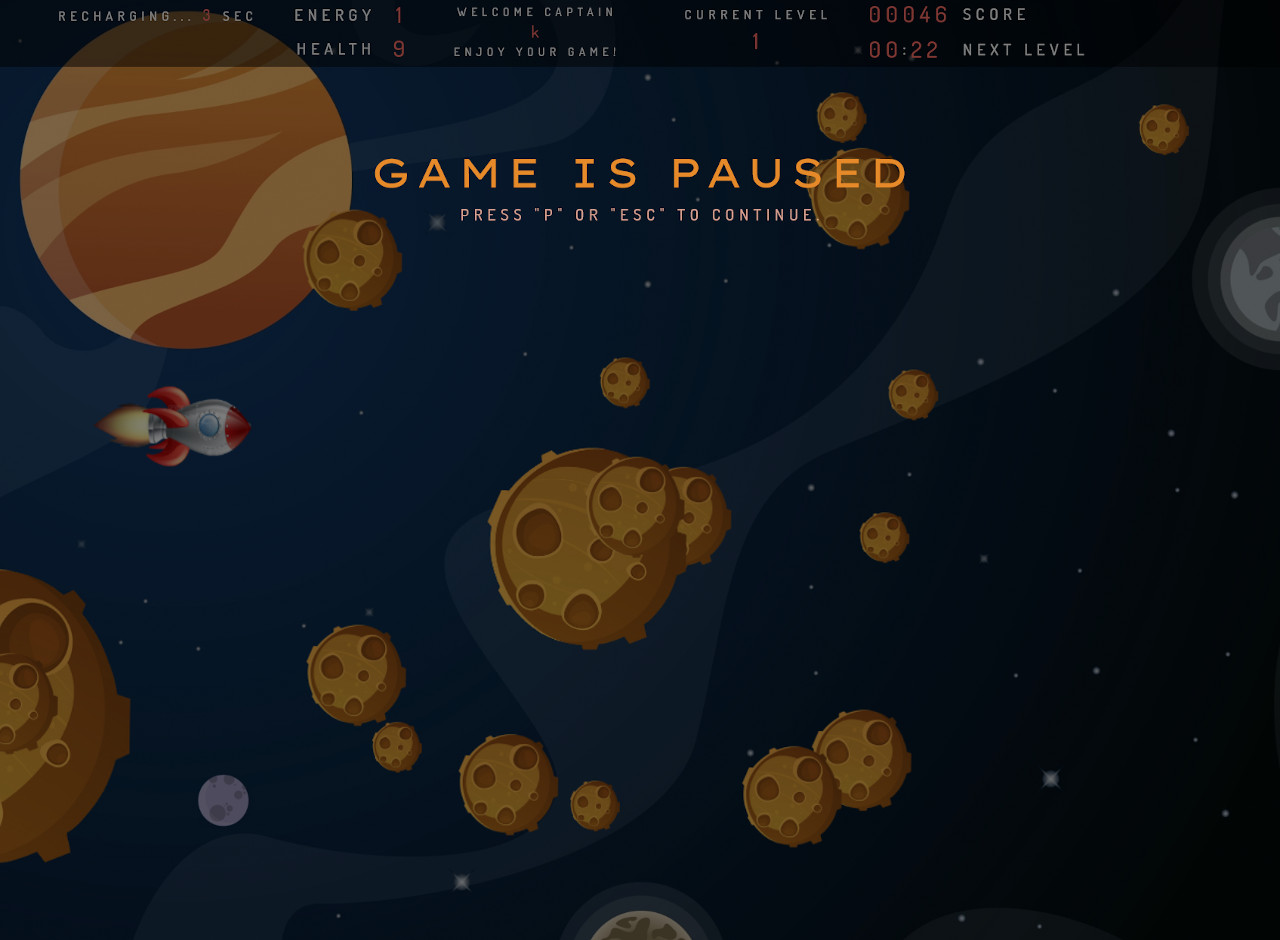 RECHARGING... 3 SEC
ENERGY 1
HEALTH 9
WELCOME CAPTAIN
k
ENJOY YOUR GAME!
CURRENT LEVEL
1
00046 SCORE
00:22 NEXT LEVEL
GAME IS PAUSED
PRESS "P" OR "ESC" TO CONTINUE.